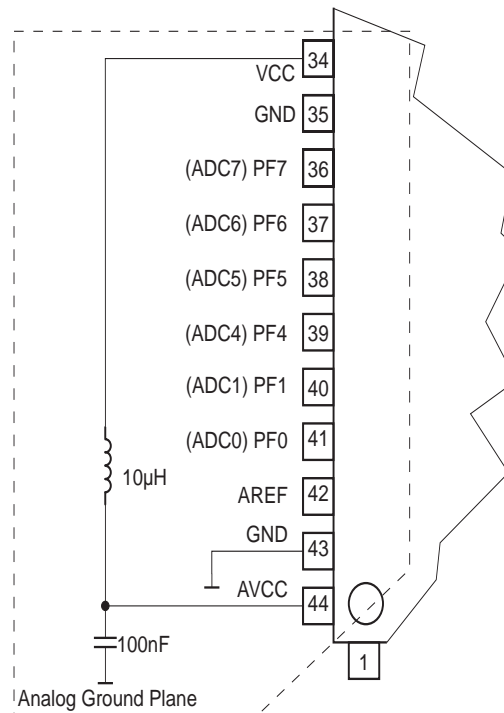 VCC 34
GND 35
(ADC7) PF7 36
(ADC6) PF6 37
(ADC5) PF5 38
(ADC4) PF4 39
(ADC1) PF1 40
(ADC0) PF0 41
10µH
AREF 42
GND 43
AVCC 44
100nF
1
Analog Ground Plane